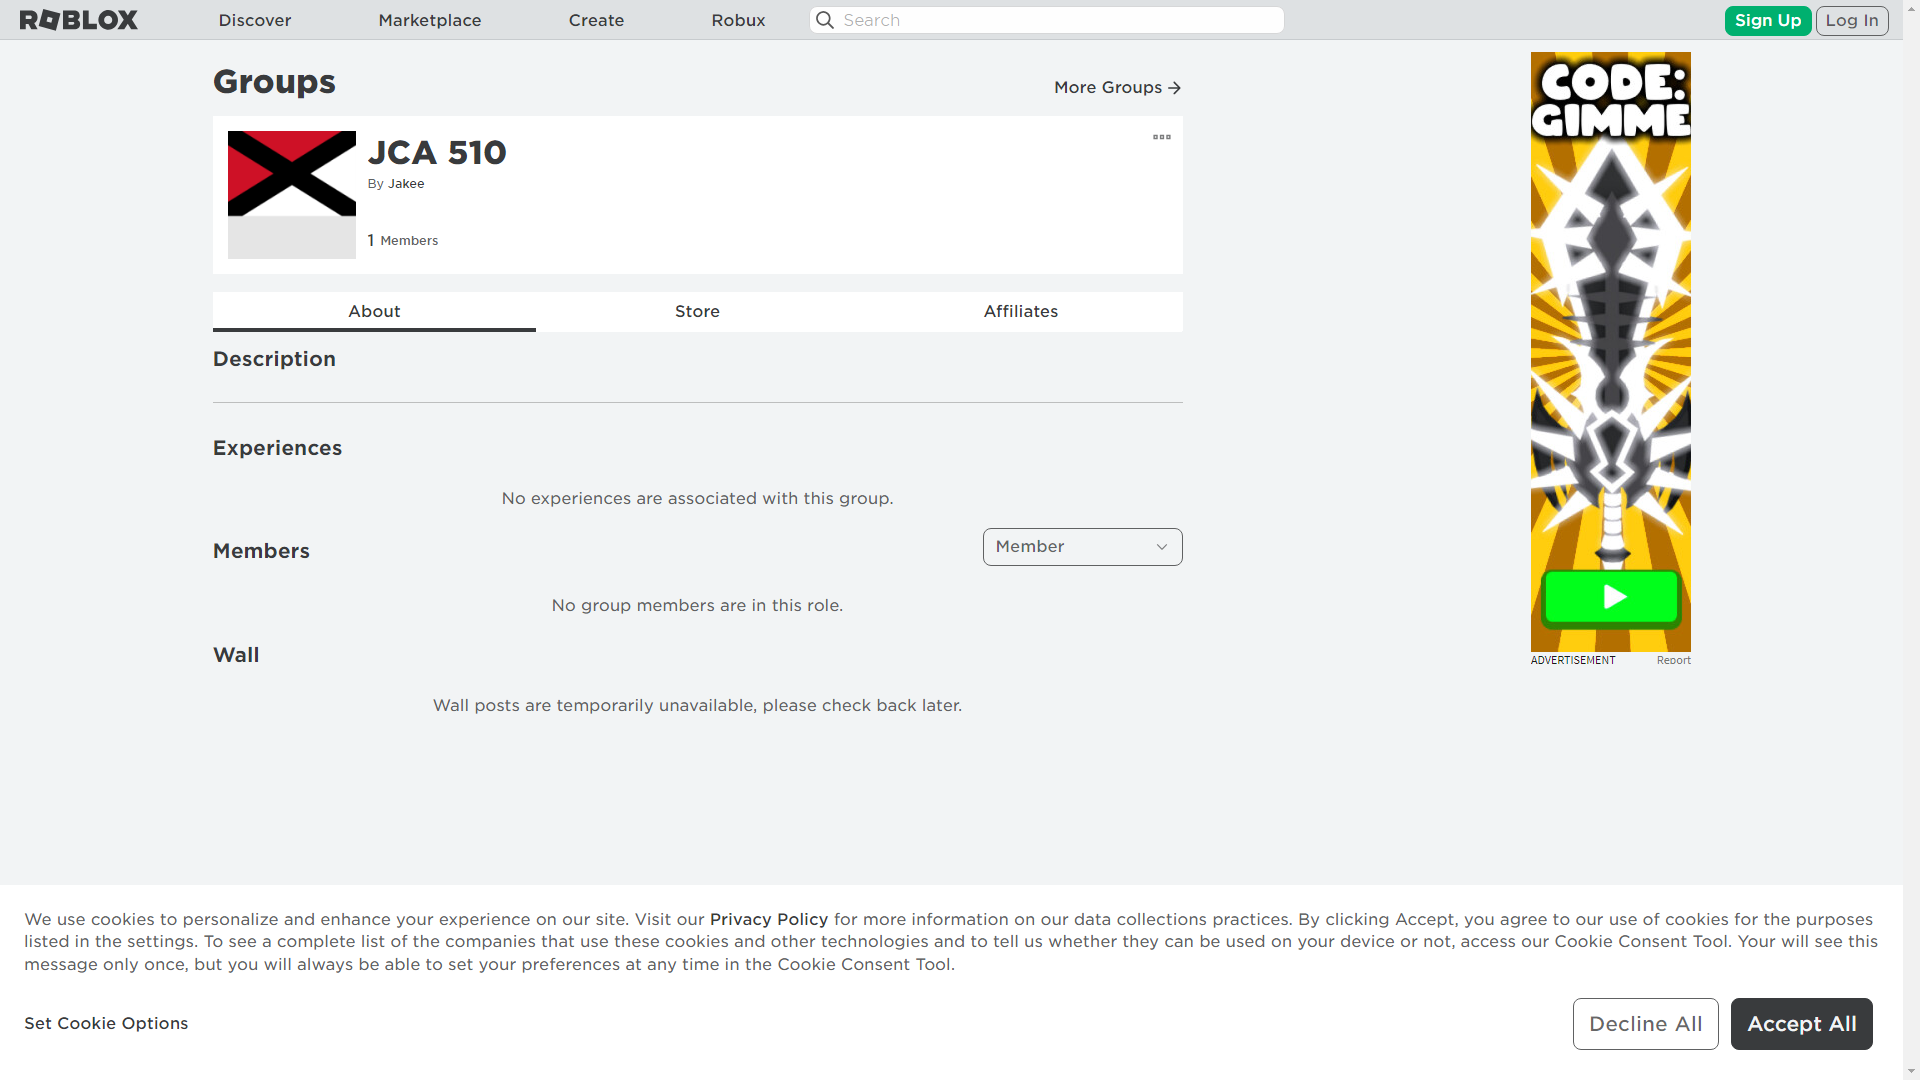 ROBLOX
Discover
Marketplace
Create
Robux
Search
Sign Up
Log In
Groups
More Groups
JCA 510
By Jakee
1 Members
About
Store
Affiliates
Description
Experiences
No experiences are associated with this group.
Members
Member
No group members are in this role.
Wall
Wall posts are temporarily unavailable, please check back later.
CODE:
GIMME
ADVERTISEMENT
Report
We use cookies to personalize and enhance your experience on our site. Visit our Privacy Policy for more information on our data collections practices. By clicking Accept, you agree to our use of cookies for the purposes
listed in the settings. To see a complete list of the companies that use these cookies and other technologies and to tell us whether they can be used on your device or not, access our Cookie Consent Tool. Your will see this
message only once, but you will always be able to set your preferences at any time in the Cookie Consent Tool.
Set Cookie Options
Decline All
Accept All